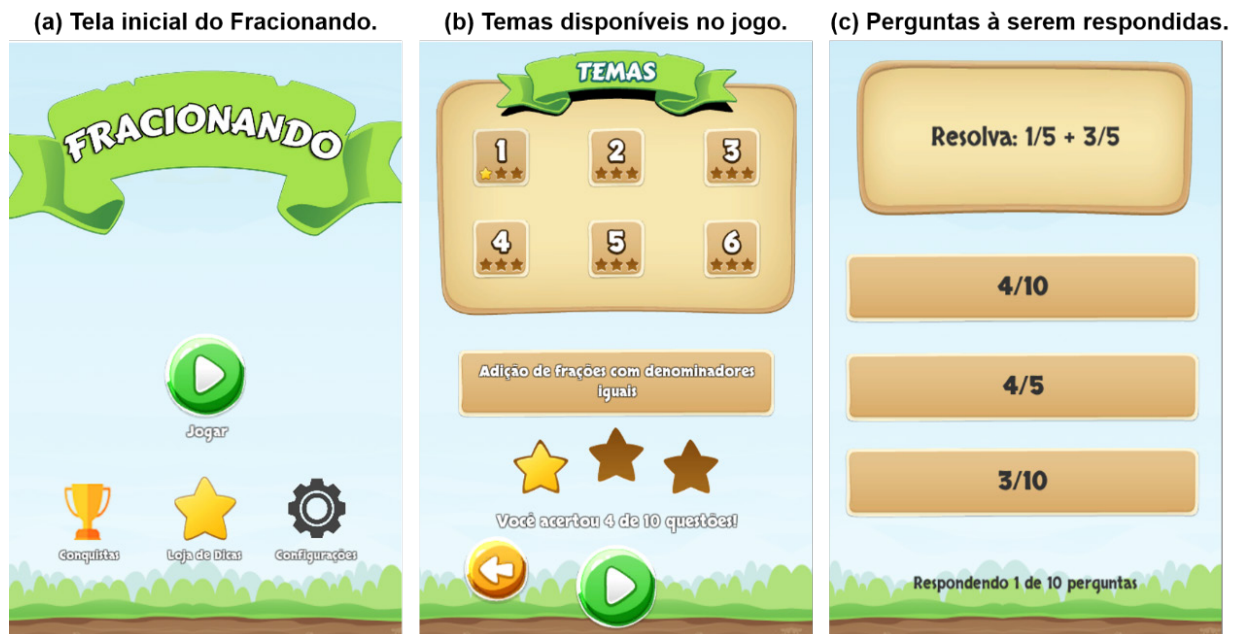 (a) Tela inicial do Fracionando.
FRACIONANDO
Jogar
Conquistas
Loja de Dicas
Configurações
(b) Temas disponíveis no jogo.
TEMAS
1
2
3
4
5
6
Adição de frações com denominadores
iguais
Você acertou 4 de 10 questões!
(c) Perguntas à serem respondidas.
Resolva: 1/5 + 3/5
4/10
4/5
3/10
Respondendo 1 de 10 perguntas